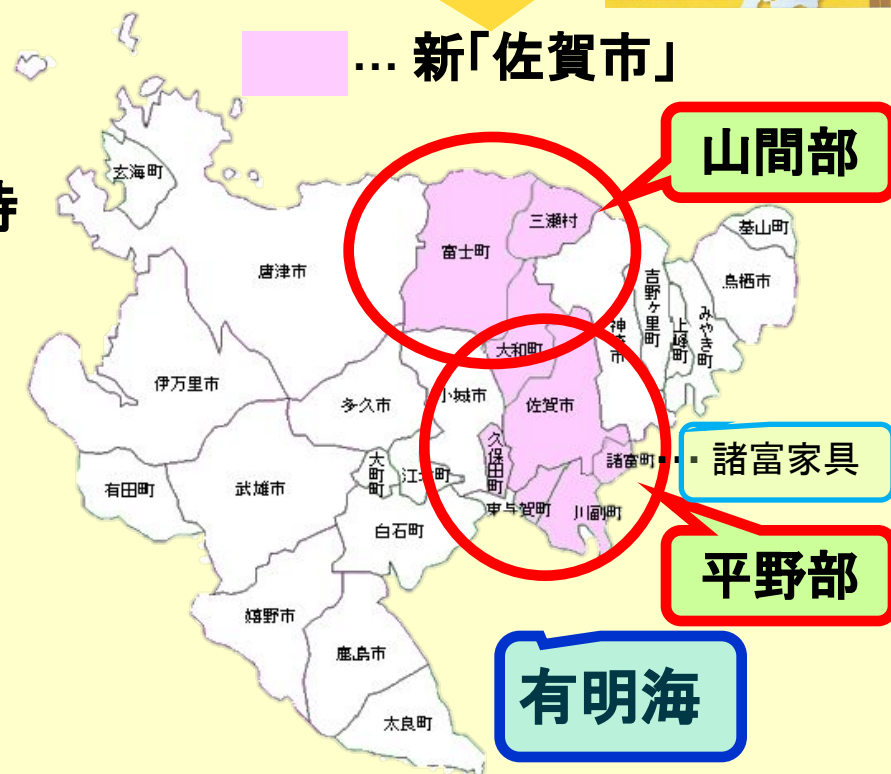 … 新「佐賀市」
山間部
待
玄海町
三瀬村
富士町
基山町
唐津市
吉野ヶ里町
鳥栖市
みやき町
上峰町
神埼市
大和町
伊万里市
小城市
多久市
佐賀市
久保田町
諸富町
… 諸富家具
大町町
江北町
有田町
武雄市
東与賀町
川副町
白石町
平野部
嬉野市
鹿島市
有明海
太良町